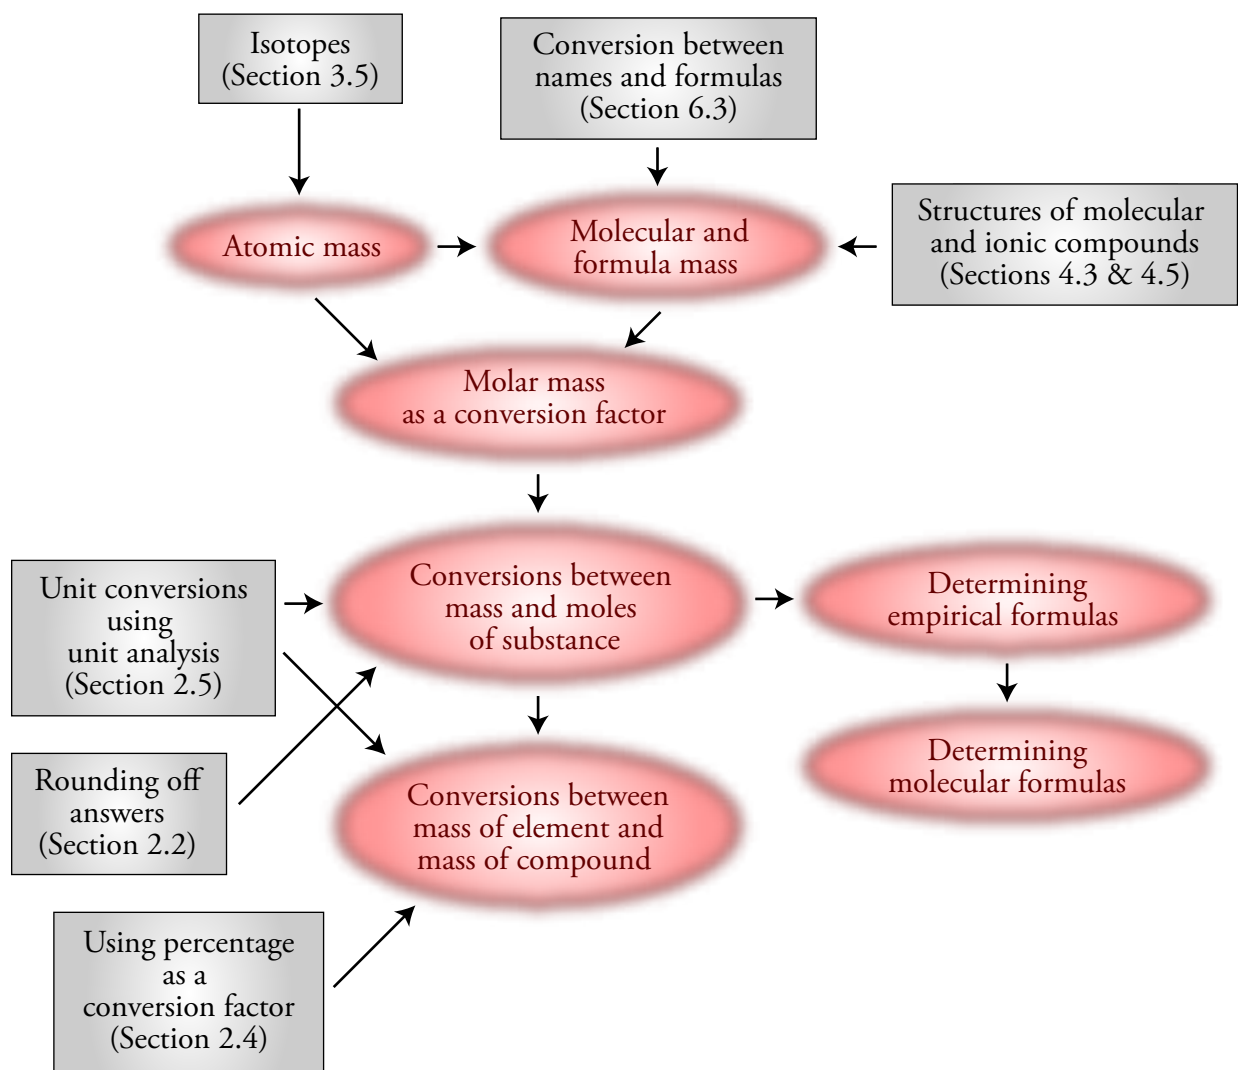 Isotopes
(Section 3.5)
Conversion between
names and formulas
(Section 6.3)
Atomic mass
Molecular and
formula mass
Structures of molecular
and ionic compounds
(Sections 4.3 & 4.5)
Molar mass
as a conversion factor
Unit conversions
using
unit analysis
(Section 2.5)
Conversions between
mass and moles
of substance
Determining
empirical formulas
Rounding off
answers
(Section 2.2)
Conversions between
mass of element and
mass of compound
Determining
molecular formulas
Using percentage
as a
conversion factor
(Section 2.4)